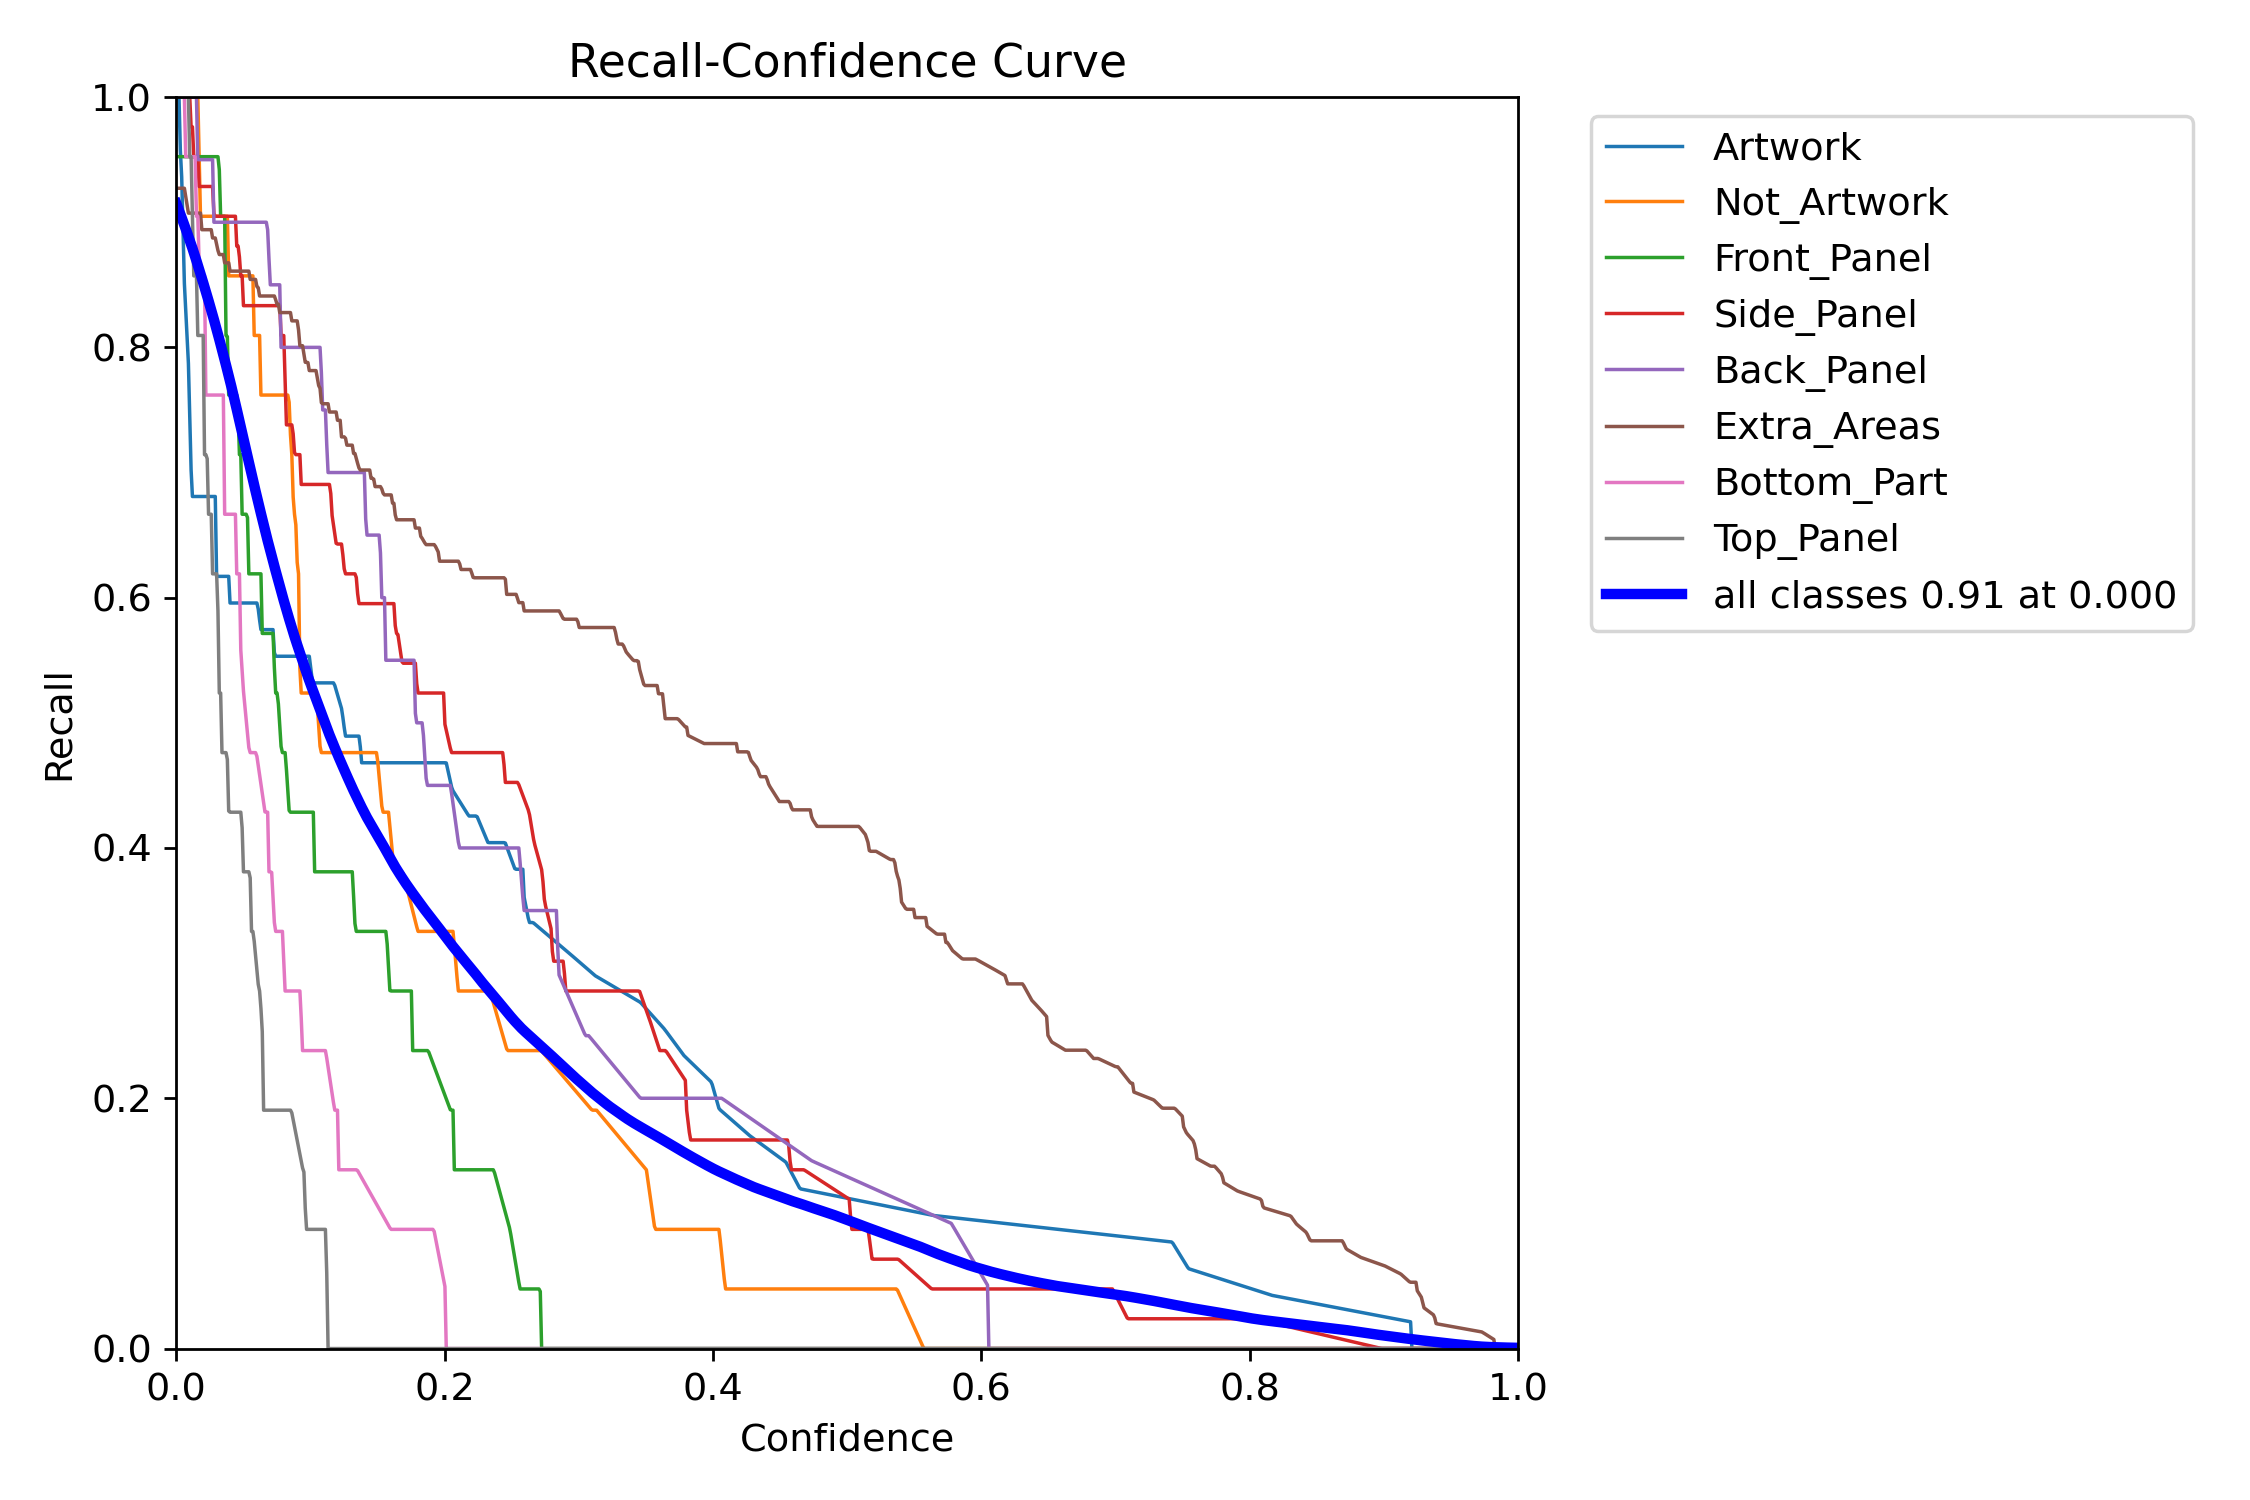 Recall-Confidence Curve
1.0
0.8
0.6
0.4
0.2
0.0
Recall
0.0 0.2 0.4 0.6 0.8 1.0
Confidence
Artwork
Not_Artwork
Front_Panel
Side_Panel
Back_Panel
Extra_Areas
Bottom_Part
Top_Panel
all classes 0.91 at 0.000